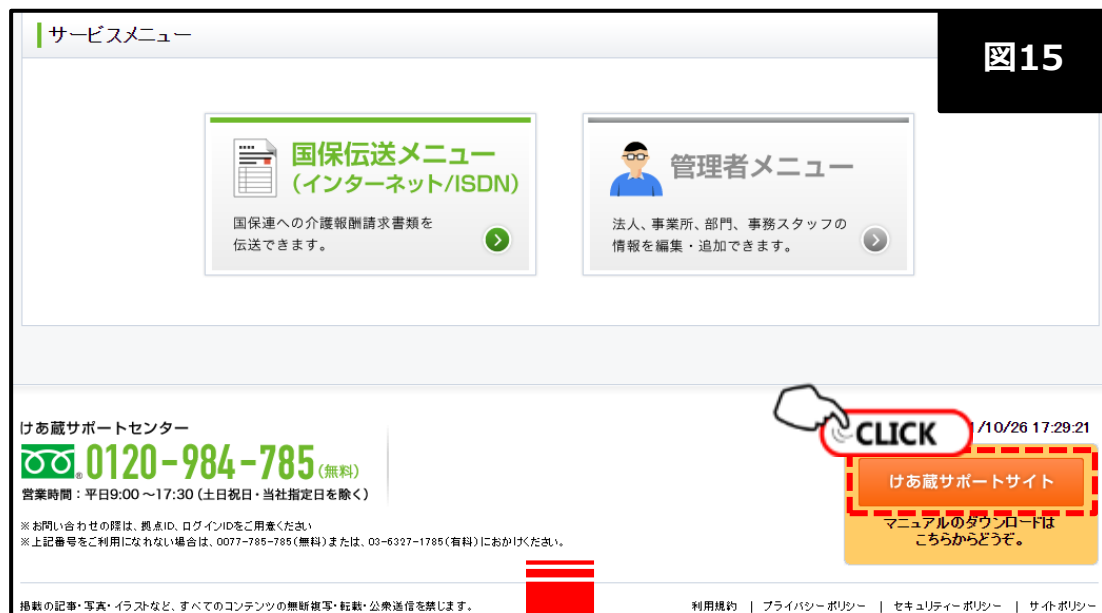 サービスメニュー
図15
国保伝送メニュー
(インターネット/ISDN)
国保連への介護報酬請求書類を
伝送できます。
管理者メニュー
法人、事業所、部門、事務スタッフの
情報を編集・追加できます。
けあ蔵サポートセンター
0120-984-785(無料)
営業時間:平日9:00~17:30(土日祝日・当社指定日を除く)
※お問い合わせの際は、拠点ID、ログインIDをご用意ください
※上記番号をご利用になれない場合は、0077-785-785(無料)または、03-6327-1785(有料)におかけください。
CLICK
/10/26 17:29:21
けあ蔵サポートサイト
マニュアルのダウンロードは
こちらからどうぞ。
掲載の記事・写真・イラストなど、すべてのコンテンツの無断複写・転載・公衆送信を禁じます。
利用規約 | プライバシーポリシー | セキュリティーポリシー | サイトポリシー